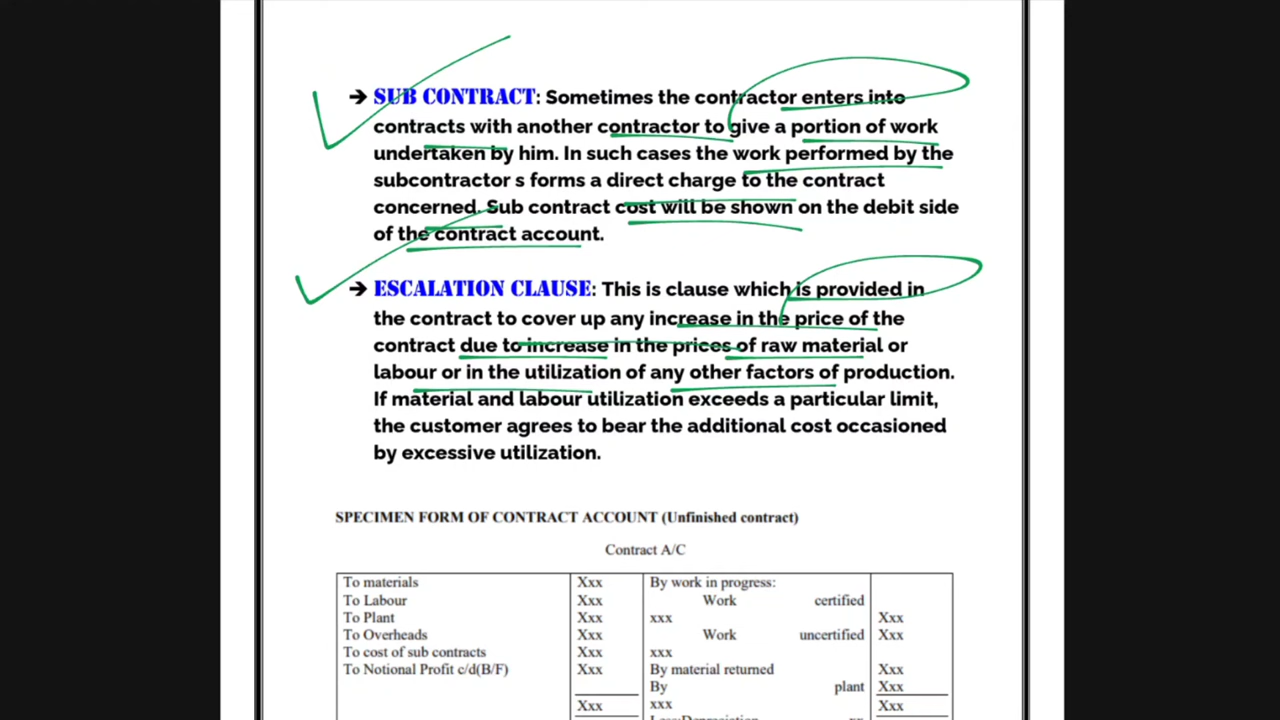 ➔ SUB CONTRACT: Sometimes the contractor enters into
contracts with another contractor to give a portion of work
undertaken by him. In such cases the work performed by the
subcontractor s forms a direct charge to the contract
concerned. Sub contract cost will be shown on the debit side
of the contract account.
➔ ESCALATION CLAUSE: This is clause which is provided in
the contract to cover up any increase in the price of the
contract due to increase in the prices of raw material or
labour or in the utilization of any other factors of production.
If material and labour utilization exceeds a particular limit,
the customer agrees to bear the additional cost occasioned
by excessive utilization.
SPECIMEN FORM OF CONTRACT ACCOUNT (Unfinished contract)
Contract A/C
To materials Xxx By work in progress:
To Labour Xxx Work certified
To Plant Xxx xxx Xxx
To Overheads Xxx Work uncertified Xxx
To cost of sub contracts Xxx xxx
To Notional Profit c/d(B/F) Xxx By material returned Xxx
By plant Xxx
Xxx xxx Xxx